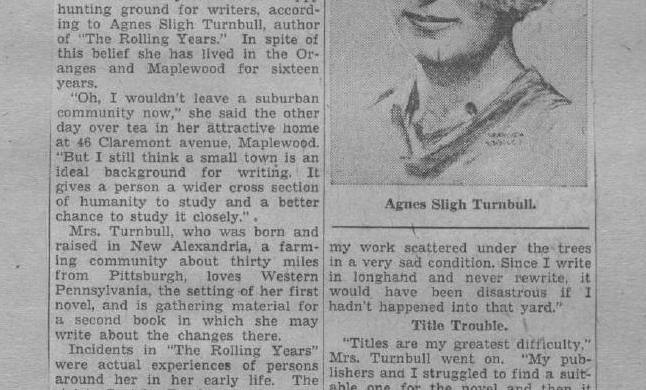 hunting ground for writers, accord-
ing to Agnes Sligh Turnbull, author
of "The Rolling Years." In spite of
this belief she has lived in the Or-
anges and Maplewood for sixteen
years.
"Oh, I wouldn't leave a suburban
community now," she said the other
day over tea in her attractive home
at 46 Claremont avenue, Maplewood.
"But I still think a small town is an
ideal background for writing. It
gives a person a wider cross section
of humanity to study and a better
chance to study it closely."
Mrs. Turnbull, who was born and
raised in New Alexandria, a farm-
ing community about thirty miles
from Pittsburgh, loves Western
Pennsylvania, the setting of her first
novel, and is gathering material for
a second book in which she may
write about the changes there.
Incidents in "The Rolling Years"
were actual experiences of persons
around her in her early life. The
Agnes Sligh Turnbull.
my work scattered under the trees
in a very sad condition. Since I write
in longhand and never rewrite, it
would have been disastrous if I
hadn't happened into that yard."
Title Trouble.
"Titles are my greatest difficulty,"
Mrs. Turnbull went on. "My pub-
lishers and I struggled to find a suit-
able one for the novel and then it